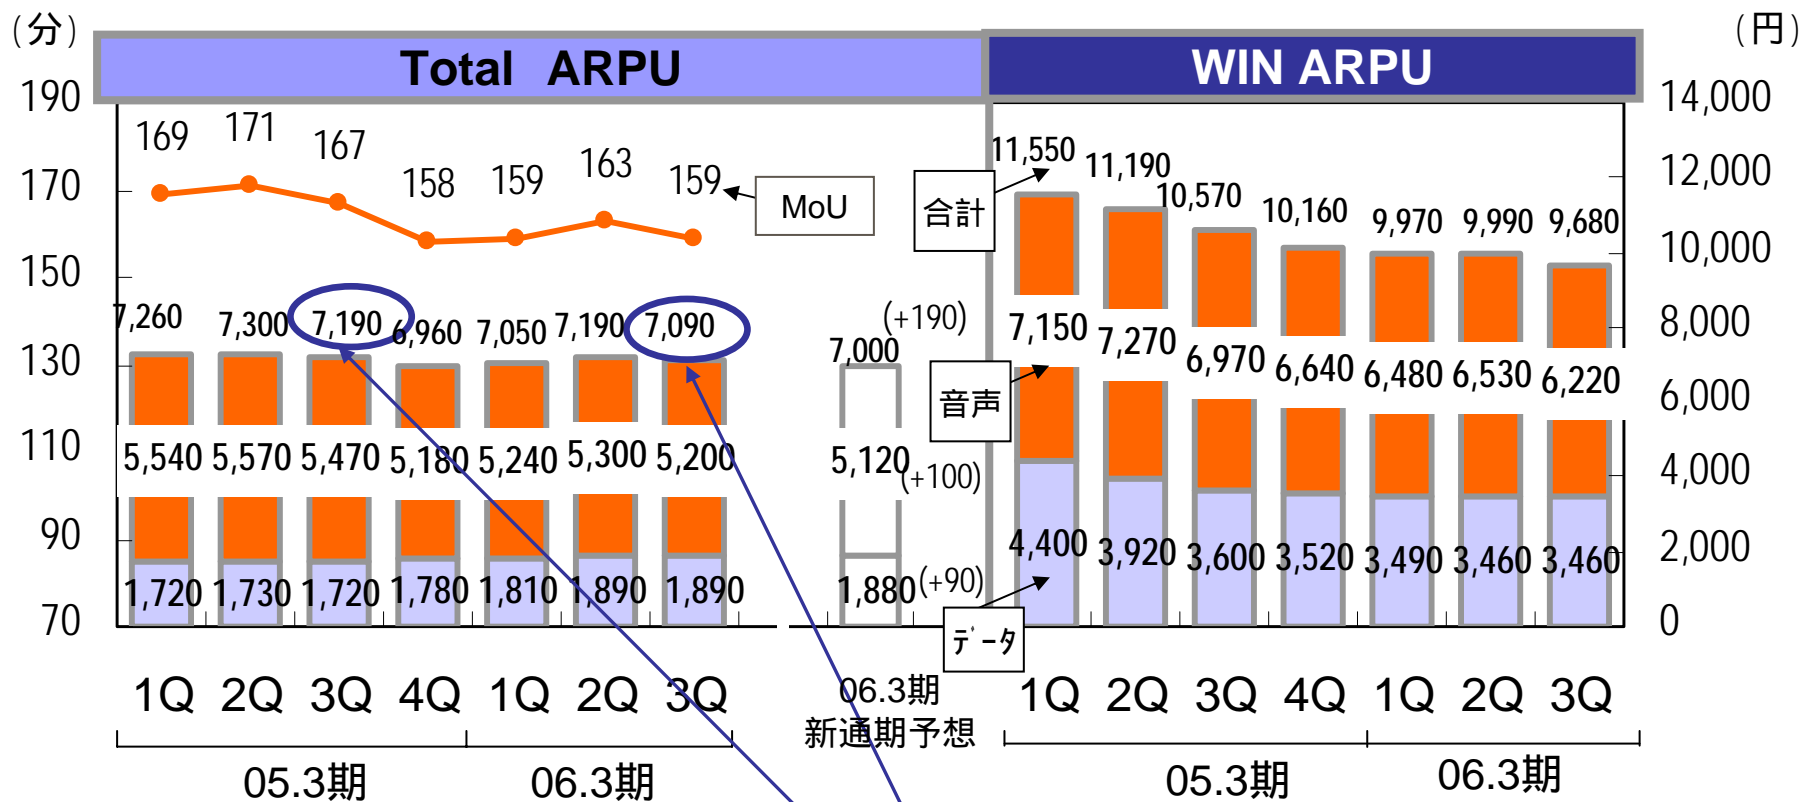 (分)
(円)
Total ARPU
WIN ARPU
190
170
150
130
110
90
70
14,000
12,000
10,000
8,000
6,000
4,000
2,000
0
169 171 167 158 159 163 159
MoU
7,260 7,300 7,190 6,960 7,050 7,190 7,090
5,540 5,570 5,470 5,180 5,240 5,300 5,200
1,720 1,730 1,720 1,780 1,810 1,890 1,890
(+190)
7,000
5,120
(+100)
1,880
(+90)
合計
音声
ﾃﾞｰﾀ
11,550 11,190 10,570 10,160 9,970 9,990 9,680
7,150 7,270 6,970 6,640 6,480 6,530 6,220
4,400 3,920 3,600 3,520 3,490 3,460 3,460
1Q 2Q 3Q 4Q 1Q 2Q 3Q
06.3期
新通期予想
1Q 2Q 3Q 4Q 1Q 2Q 3Q
05.3期 06.3期
05.3期 06.3期